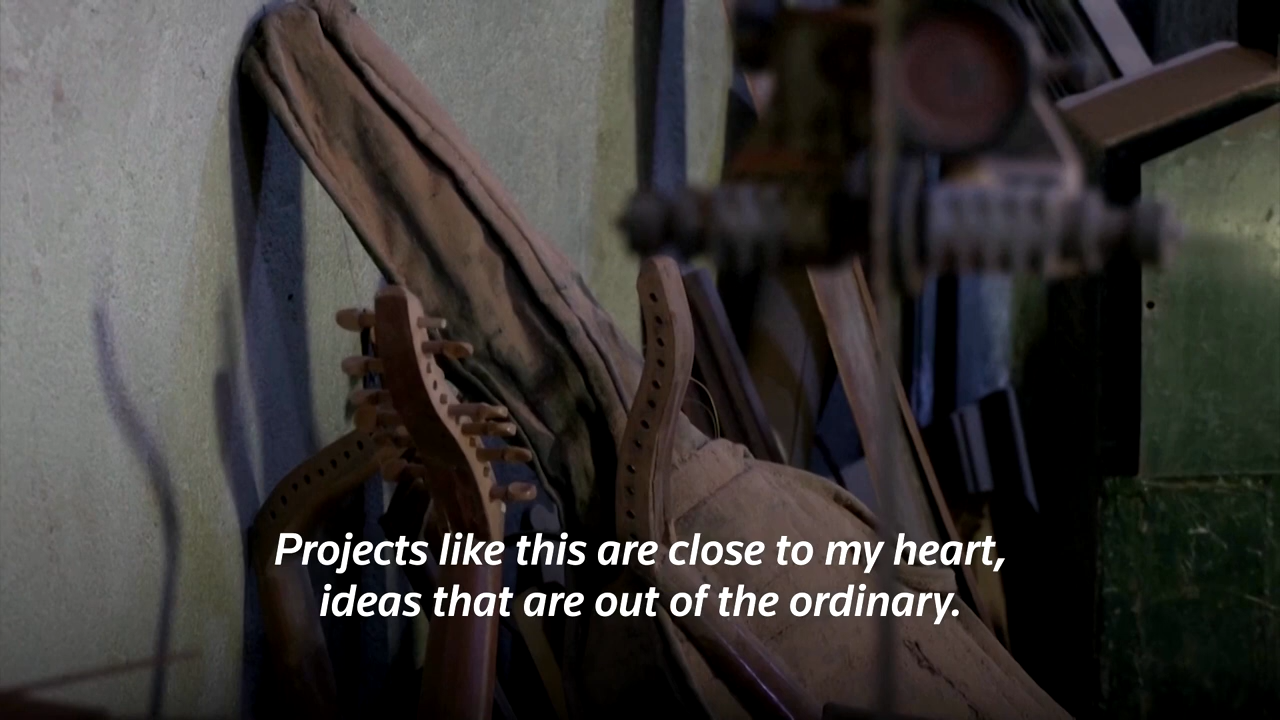 Projects like this are close to my heart,
ideas that are out of the ordinary.